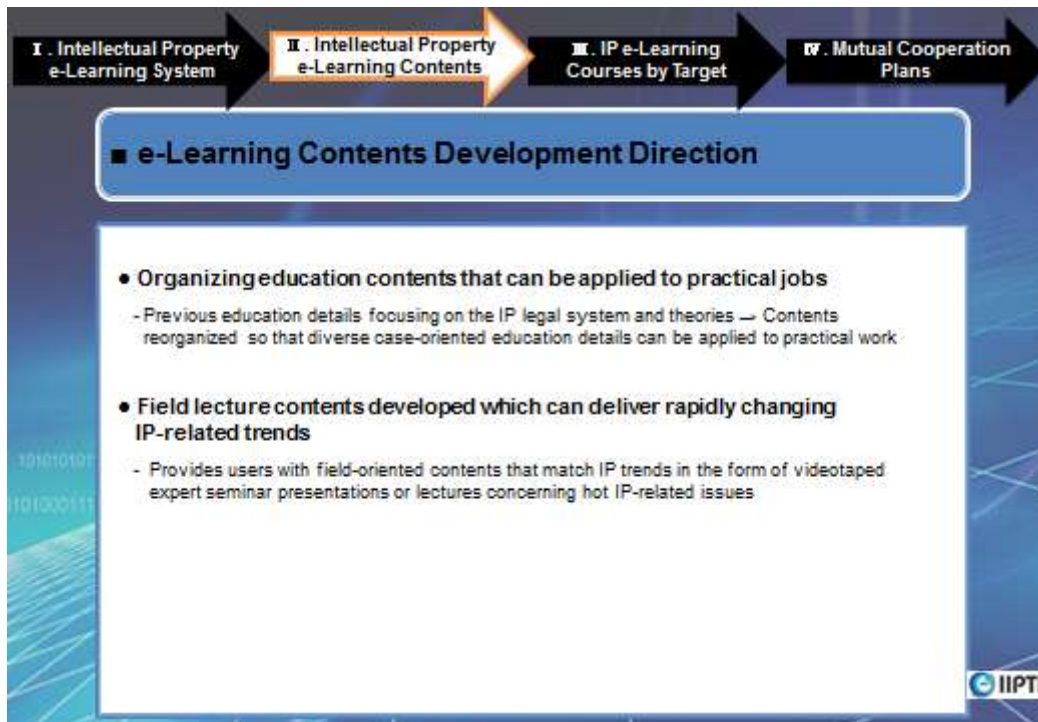 Ⅰ. Intellectual Property
e-Learning System
Ⅱ. Intellectual Property
e-Learning Contents
Ⅲ. IP e-Learning
Courses by Target
Ⅳ. Mutual Cooperation
Plans
■ e-Learning Contents Development Direction
● Organizing education contents that can be applied to practical jobs
- Previous education details focusing on the IP legal system and theories → Contents
reorganized so that diverse case-oriented education details can be applied to practical work
● Field lecture contents developed which can deliver rapidly changing
IP-related trends
- Provides users with field-oriented contents that match IP trends in the form of videotaped
expert seminar presentations or lectures concerning hot IP-related issues
101010101
101000111
IIPTI